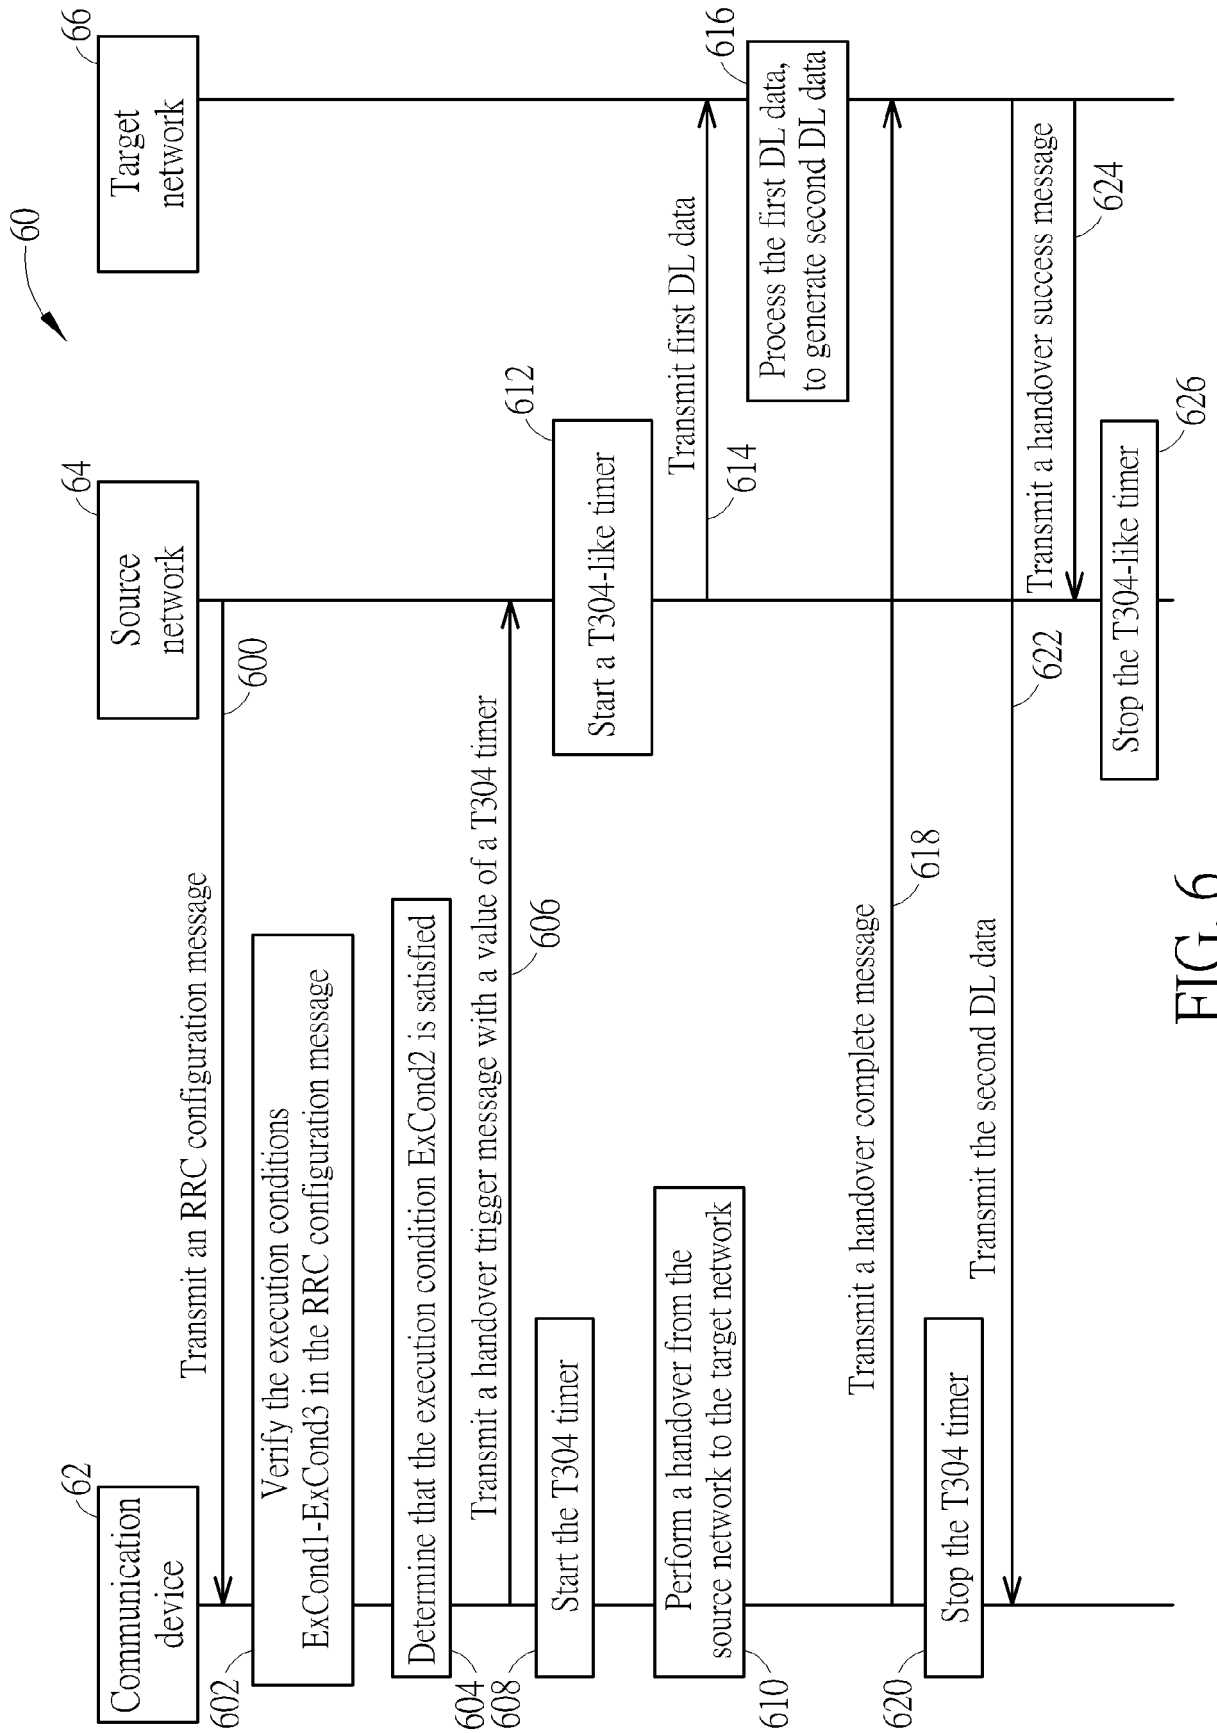 60
Communication
device
62
Source
network
64
Target
network
66
Transmit an RRC configuration message
600
602
Verify the execution conditions
ExCond1-ExCond3 in the RRC configuration message
604
Determine that the execution condition ExCond2 is satisfied
Transmit a handover trigger message with a value of a T304 timer
606
608
Start the T304 timer
Start a T304-like timer
612
610
Perform a handover from the
source network to the target network
Transmit first DL data
614
616
Process the first DL data,
to generate second DL data
Transmit a handover complete message
618
620
Stop the T304 timer
Transmit the second DL data
622
Transmit a handover success message
624
Stop the T304-like timer
626
FIG. 6